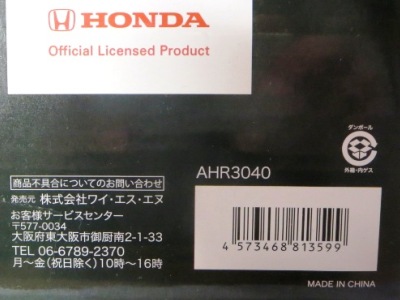 HONDA
Official Licensed Product
ダンボール
外箱・内ダス
AHR3040
商品不具合についてのお問い合わせ
発売元 株式会社ワイ・エス・エヌ
お客様サービスセンター
〒577-0034
大阪府東大阪市御厨南2-1-33
TEL 06-6789-2370
月〜金(祝日除く)10時〜16時
4 573468 813599
MADE IN CHINA